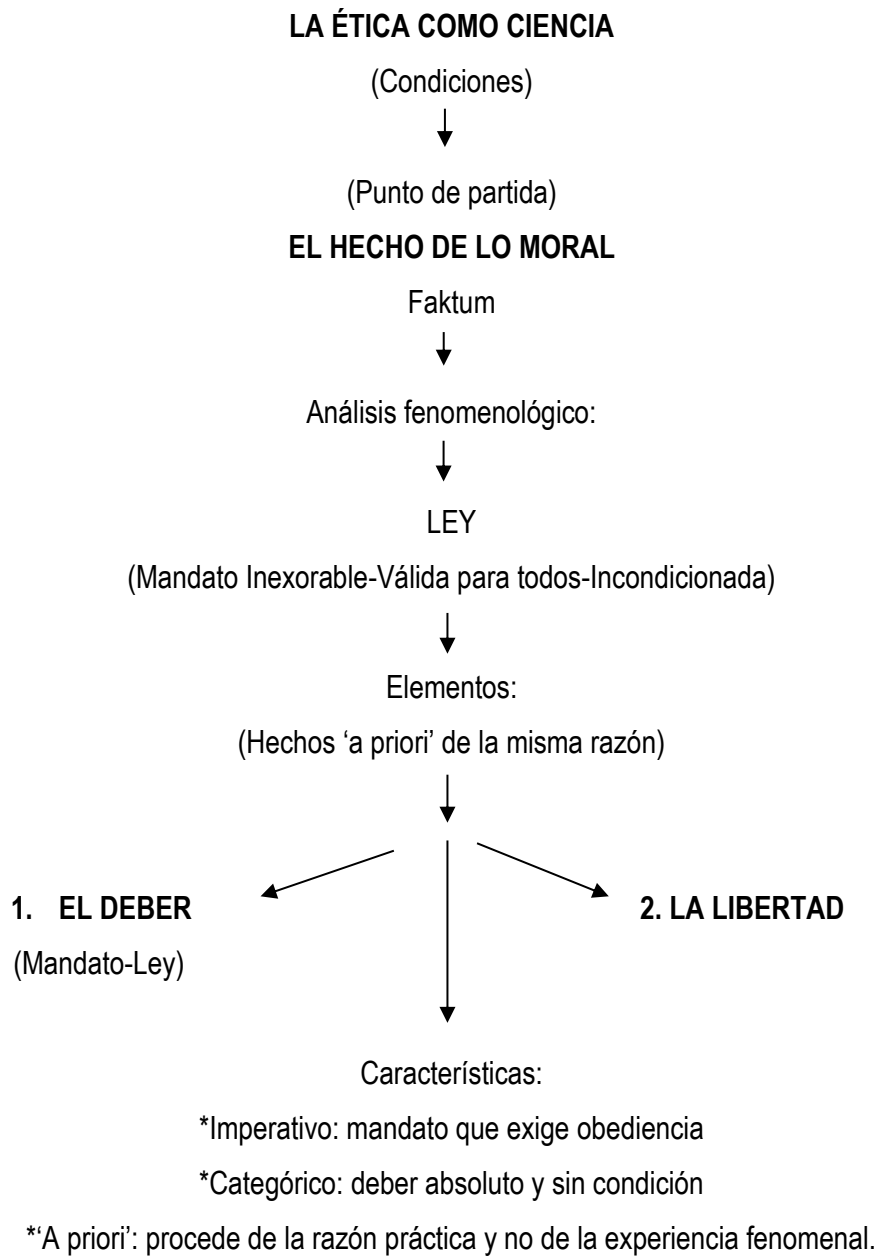 LA ÉTICA COMO CIENCIA
(Condiciones)
(Punto de partida)
EL HECHO DE LO MORAL
Faktum
Análisis fenomenológico:
LEY
(Mandato Inexorable-Válida para todos-Incondicionada)
Elementos:
(Hechos ‘a priori’ de la misma razón)
1. EL DEBER
2. LA LIBERTAD
(Mandato-Ley)
Características:
*Imperativo: mandato que exige obediencia
*Categórico: deber absoluto y sin condición
*‘A priori’: procede de la razón práctica y no de la experiencia fenomenal.